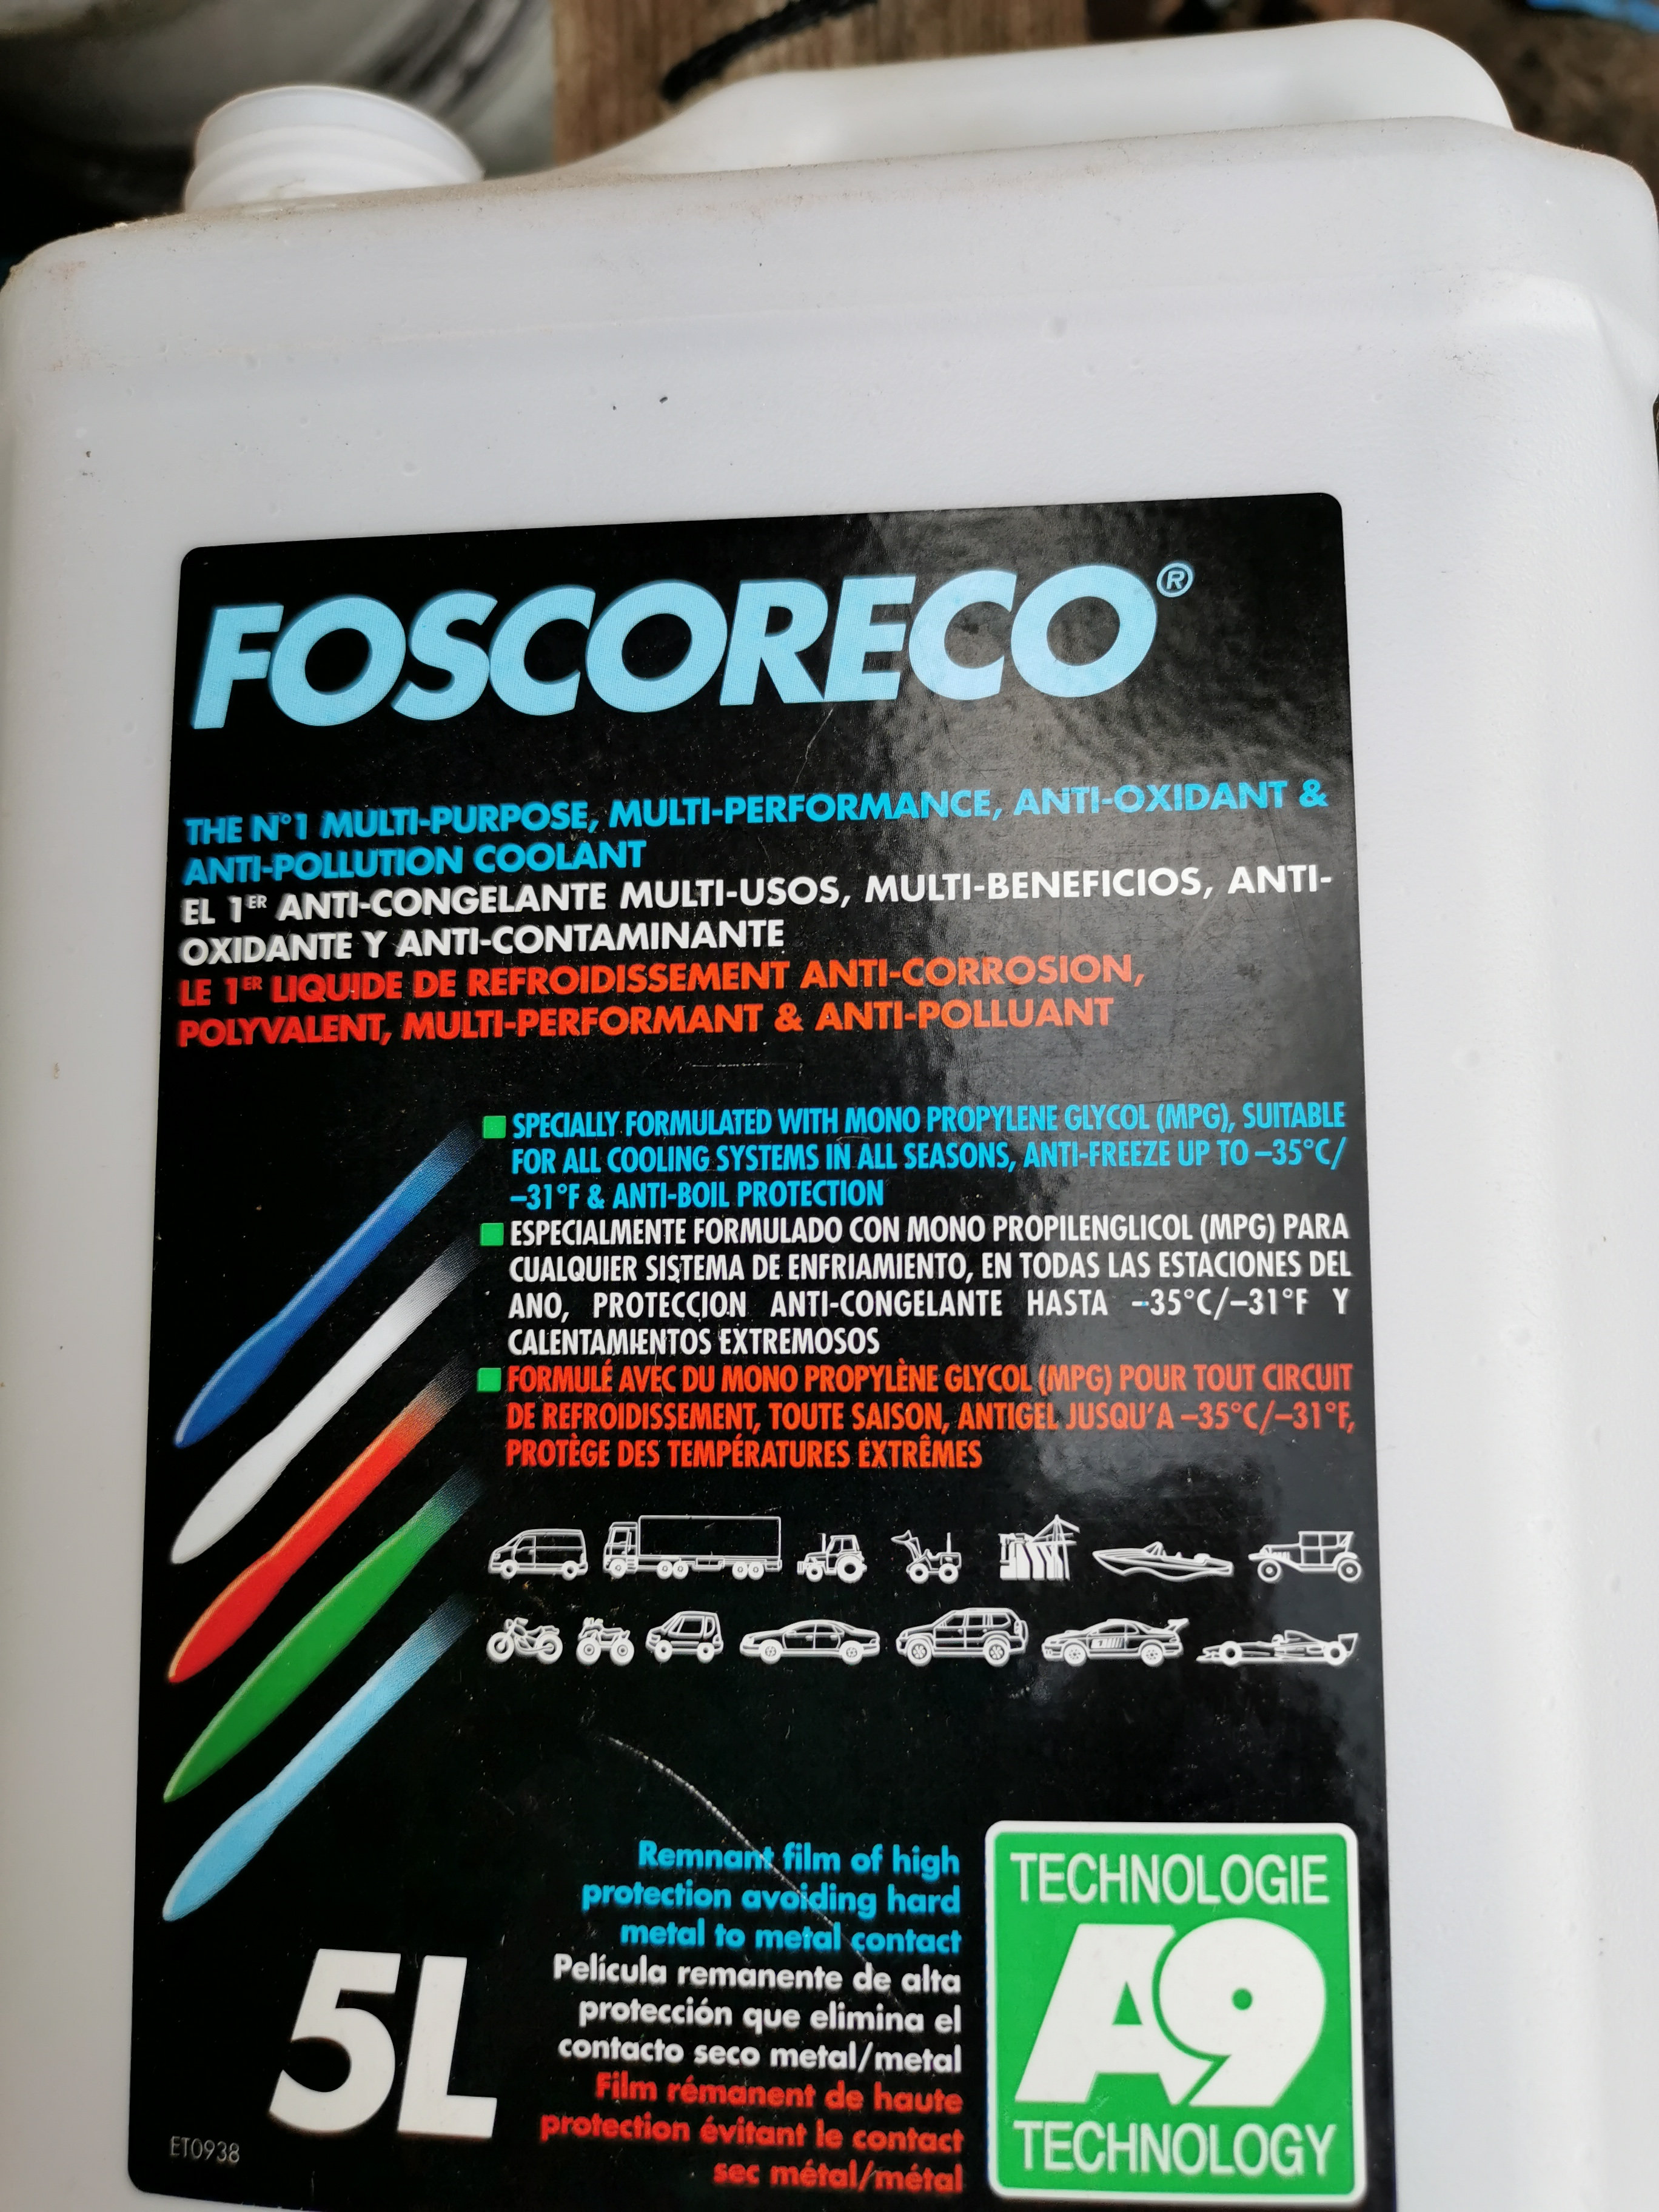 FOSCORECO®
THE N°1 MULTI-PURPOSE, MULTI-PERFORMANCE, ANTI-OXIDANT &
ANTI-POLLUTION COOLANT
EL 1ER ANTI-CONGELANTE MULTI-USOS, MULTI-BENEFICIOS, ANTI-
OXIDANTE Y ANTI-CONTAMINANTE
LE 1ER LIQUIDE DE REFROIDISSEMENT ANTI-CORROSION,
POLYVALENT, MULTI-PERFORMANT & ANTI-POLLUANT
SPECIALLY FORMULATED WITH MONO PROPYLENE GLYCOL (MPG), SUITABLE
FOR ALL COOLING SYSTEMS IN ALL SEASONS, ANTI-FREEZE UP TO –35°C/
–31°F & ANTI-BOIL PROTECTION
ESPECIALMENTE FORMULADO CON MONO PROPILENGLICOL (MPG) PARA
CUALQUIER SISTEMA DE ENFRIAMIENTO, EN TODAS LAS ESTACIONES DEL
ANO, PROTECCION ANTI-CONGELANTE HASTA –35°C/–31°F Y
CALENTAMIENTOS EXTREMOSOS
FORMULÉ AVEC DU MONO PROPYLÈNE GLYCOL (MPG) POUR TOUT CIRCUIT
DE REFROIDISSEMENT, TOUTE SAISON, ANTIGEL JUSQU'A –35°C/–31°F,
PROTÈGE DES TEMPÉRATURES EXTRÊMES
Remnant film of high
protection avoiding hard
metal to metal contact
Película remanente de alta
protección que elimina el
contacto seco metal/metal
Film rémanent de haute
protection évitant le contact
sec métal/métal
5L
ET0938
TECHNOLOGIE
A9
TECHNOLOGY